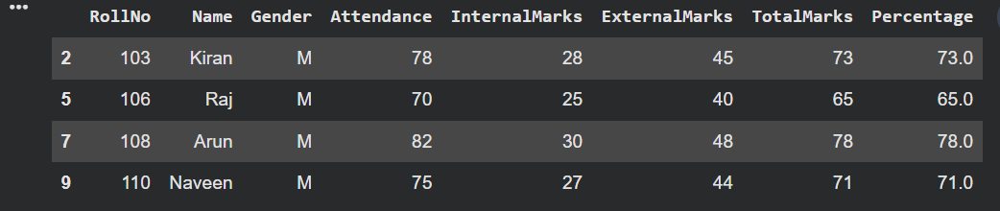 RollNo Name Gender Attendance InternalMarks ExternalMarks TotalMarks Percentage
2 103 Kiran M 78 28 45 73 73.0
5 106 Raj M 70 25 40 65 65.0
7 108 Arun M 82 30 48 78 78.0
9 110 Naveen M 75 27 44 71 71.0